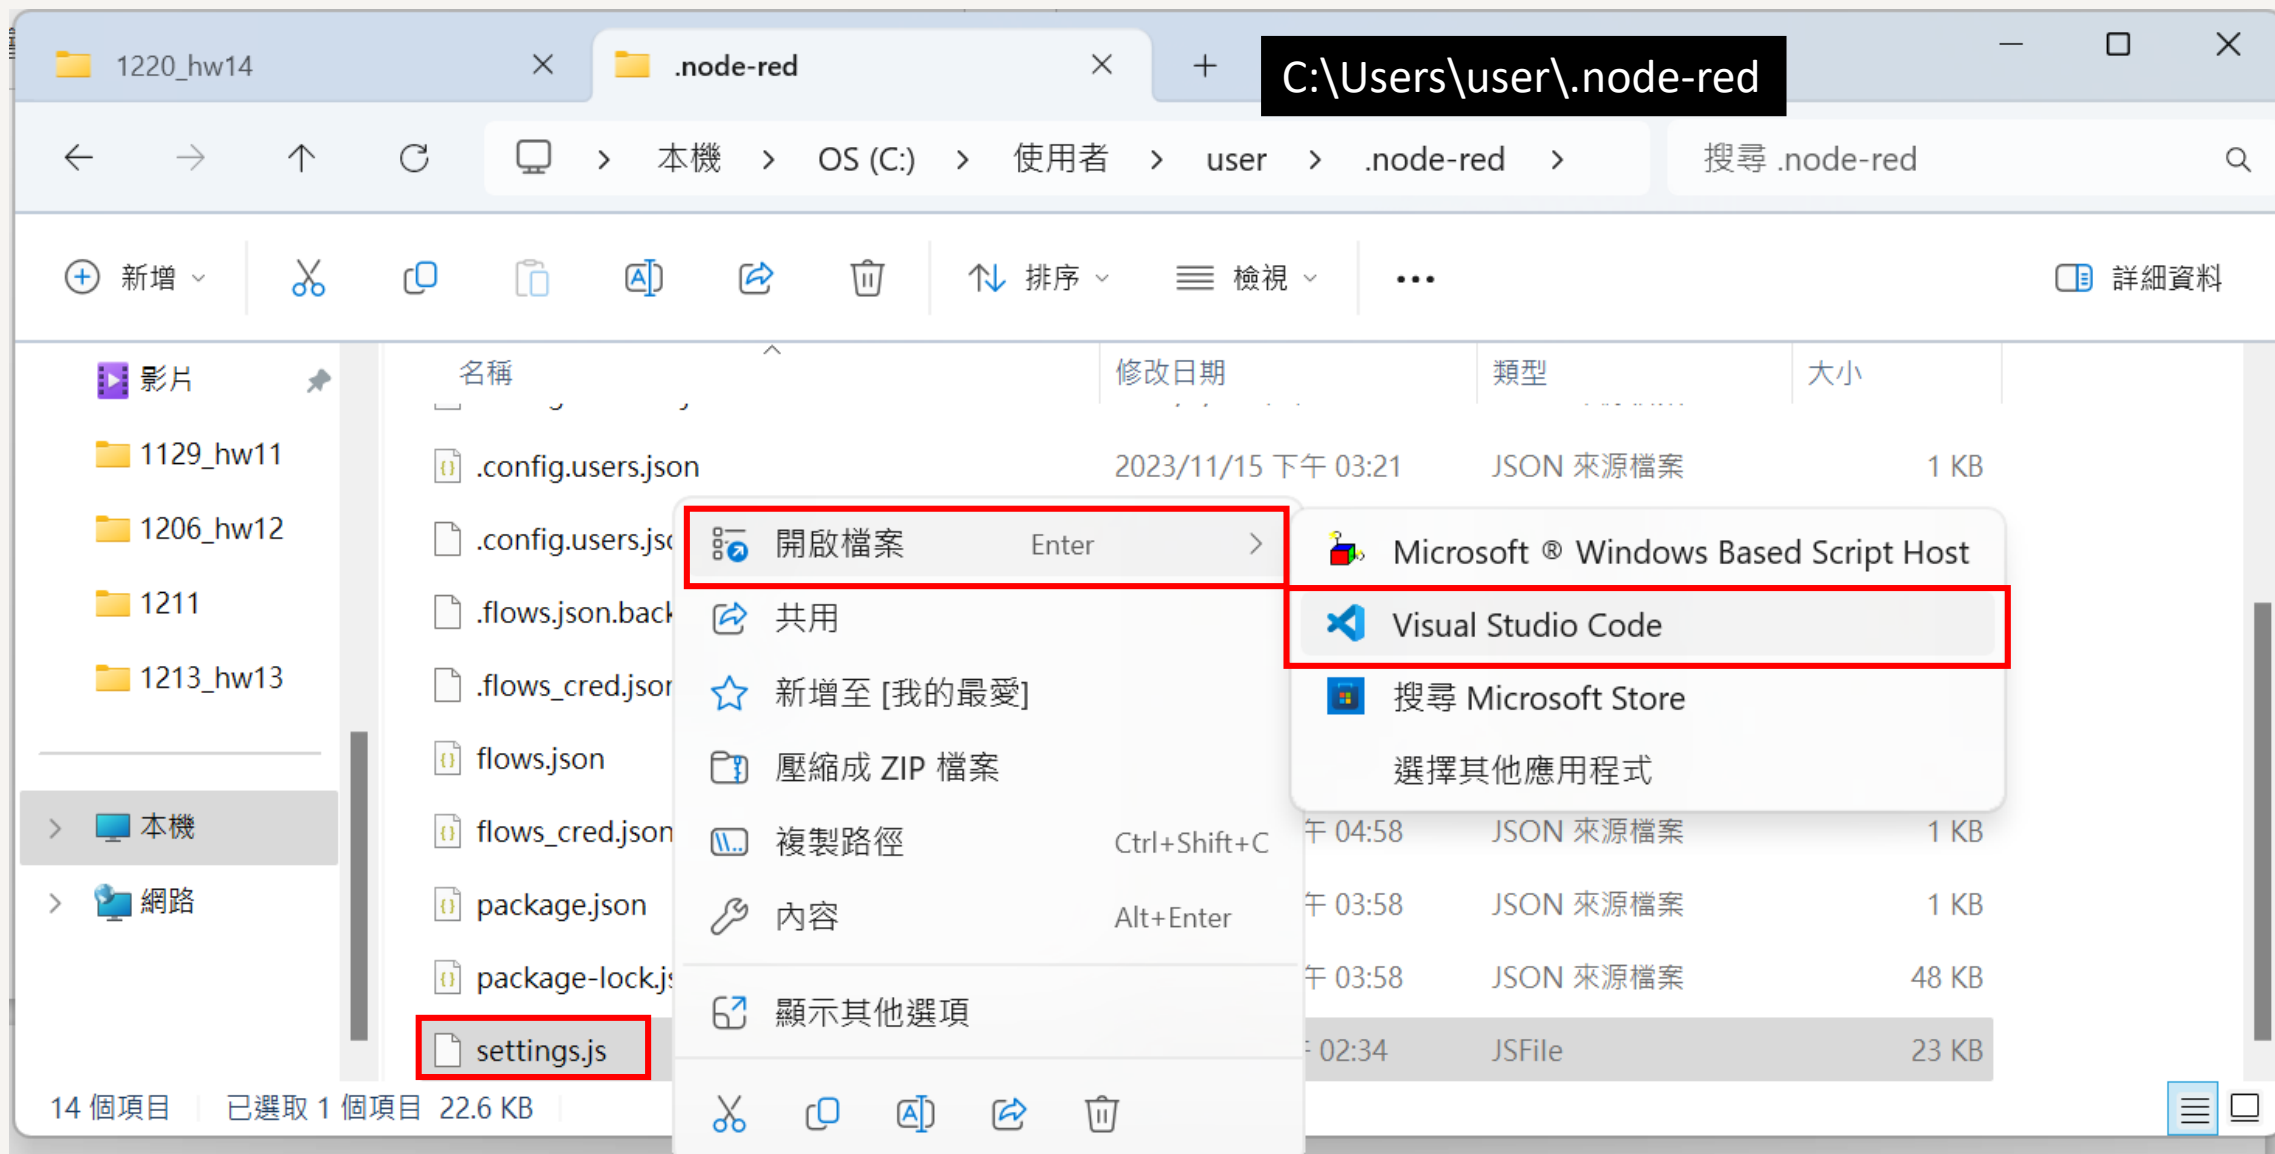 1220_hw14
.node-red
C:\Users\user\.node-red
本機 OS (C:) 使用者 user .node-red
搜尋 .node-red
新增
排序
檢視
詳細資料
影片
1129_hw11
1206_hw12
1211
1213_hw13
本機
網路
名稱 修改日期 類型 大小
.config.users.json 2023/11/15 下午 03:21 JSON 來源檔案 1 KB
.config.users.jso
.flows.json.back
.flows_cred.json
flows.json
flows_cred.json 午 04:58 JSON 來源檔案 1 KB
package.json 午 03:58 JSON 來源檔案 1 KB
package-lock.js 午 03:58 JSON 來源檔案 48 KB
settings.js 02:34 JSFile 23 KB
開啟檔案 Enter
共用
新增至 [我的最愛]
壓縮成 ZIP 檔案
複製路徑 Ctrl+Shift+C
內容 Alt+Enter
顯示其他選項
Microsoft ® Windows Based Script Host
Visual Studio Code
搜尋 Microsoft Store
選擇其他應用程式
14 個項目 已選取 1 個項目 22.6 KB